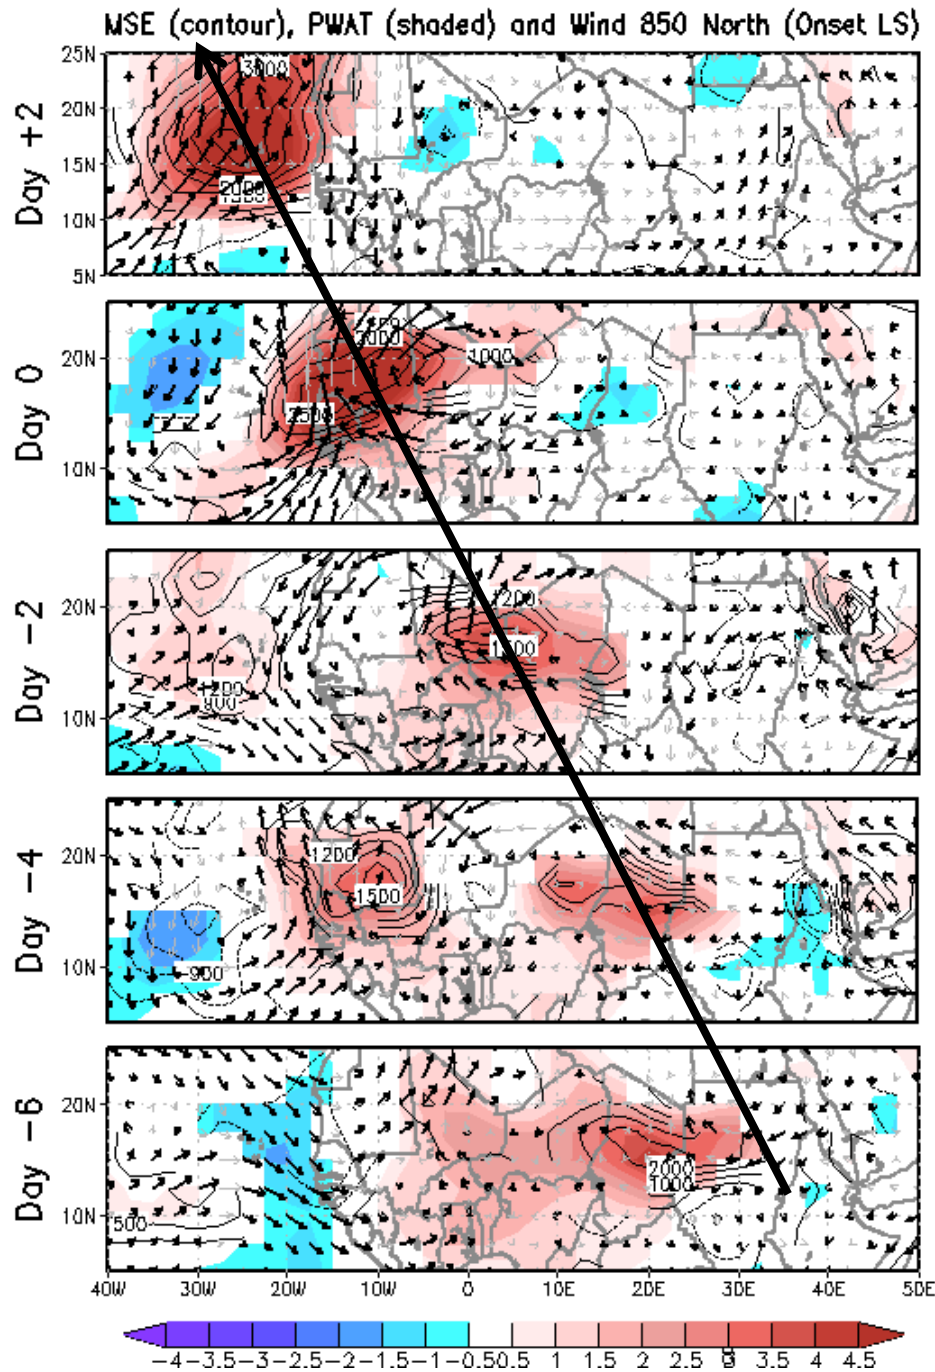 MSE (contour), PWAT (shaded) and Wind 850 North (Onset LS)
Day +2
25N
20N
15N
10N
5N
3000
2000
Day 0
20N
10N
1000
2500
Day -2
20N
10N
1200
1200
900
Day -4
20N
10N
1200
1500
-900
Day -6
20N
10N
2000
1000
500
40W 30W 20W 10W 0 10E 20E 30E 40E 50E
-4 -3.5 -3 -2.5 -2 -1.5 -1 -0.5 0.5 1 1.5 2 2.5 3 3.5 4 4.5